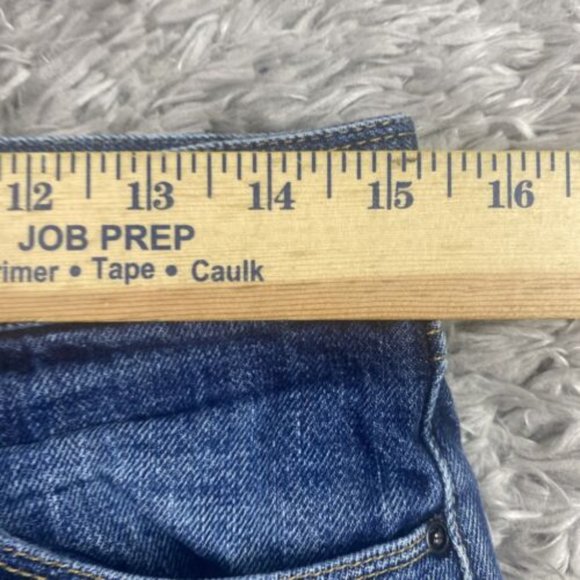 12 13 14 15 16
JOB PREP
rimer • Tape • Caulk